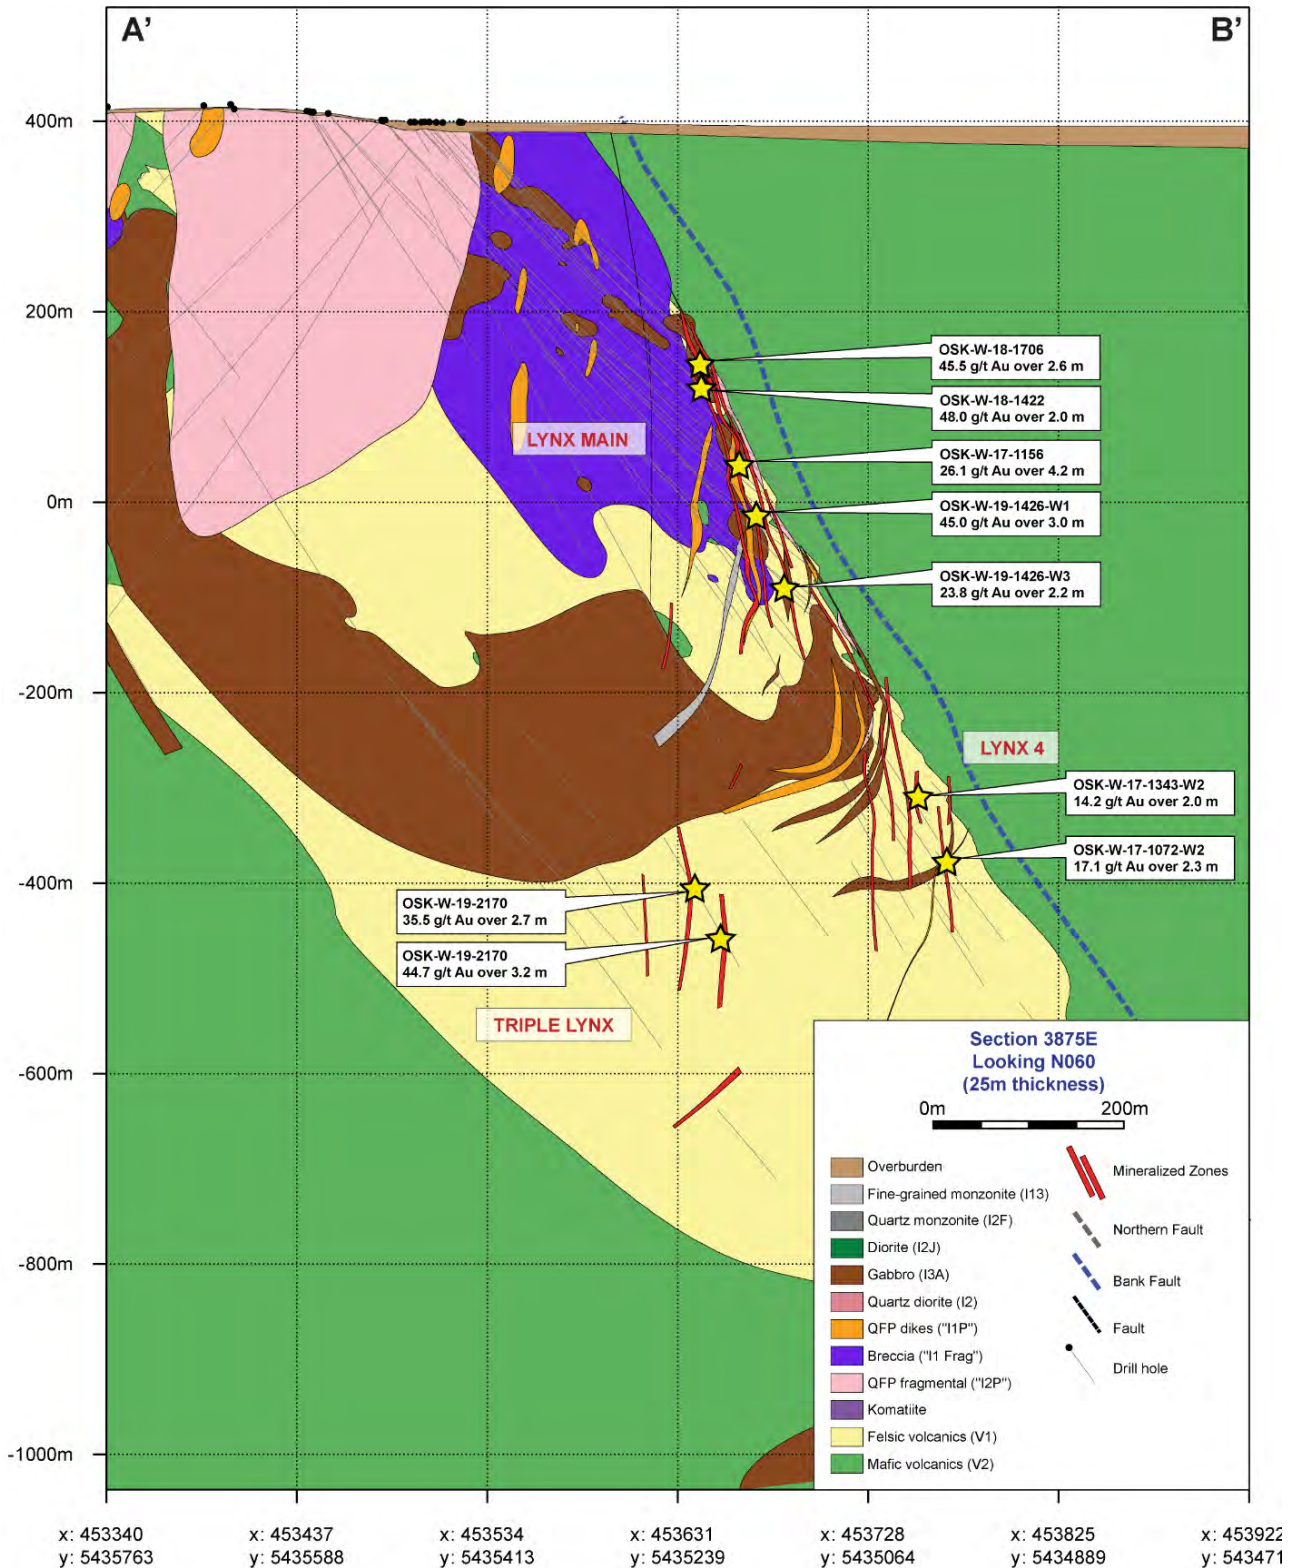 A’
B’
400m
200m
0m
-200m
-400m
-600m
-800m
-1000m
OSK-W-18-1706
45.5 g/t Au over 2.6 m
OSK-W-18-1422
48.0 g/t Au over 2.0 m
LYNX MAIN
OSK-W-17-1156
26.1 g/t Au over 4.2 m
OSK-W-19-1426-W1
45.0 g/t Au over 3.0 m
OSK-W-19-1426-W3
23.8 g/t Au over 2.2 m
LYNX 4
OSK-W-17-1343-W2
14.2 g/t Au over 2.0 m
OSK-W-17-1072-W2
17.1 g/t Au over 2.3 m
OSK-W-19-2170
35.5 g/t Au over 2.7 m
OSK-W-19-2170
44.7 g/t Au over 3.2 m
TRIPLE LYNX
Section 3875E
Looking N060
(25m thickness)
0m 200m
Overburden
Fine-grained monzonite (I13)
Quartz monzonite (I2F)
Diorite (I2J)
Gabbro (I3A)
Quartz diorite (I2)
QFP dikes ("I1P")
Breccia ("I1 Frag")
QFP fragmental ("I2P")
Komatiite
Felsic volcanics (V1)
Mafic volcanics (V2)
Mineralized Zones
Northern Fault
Bank Fault
Fault
Drill hole
x: 453340 x: 453437 x: 453534 x: 453631 x: 453728 x: 453825 x: 453922
y: 5435763 y: 5435588 y: 5435413 y: 5435239 y: 5435064 y: 5434889 y: 543471